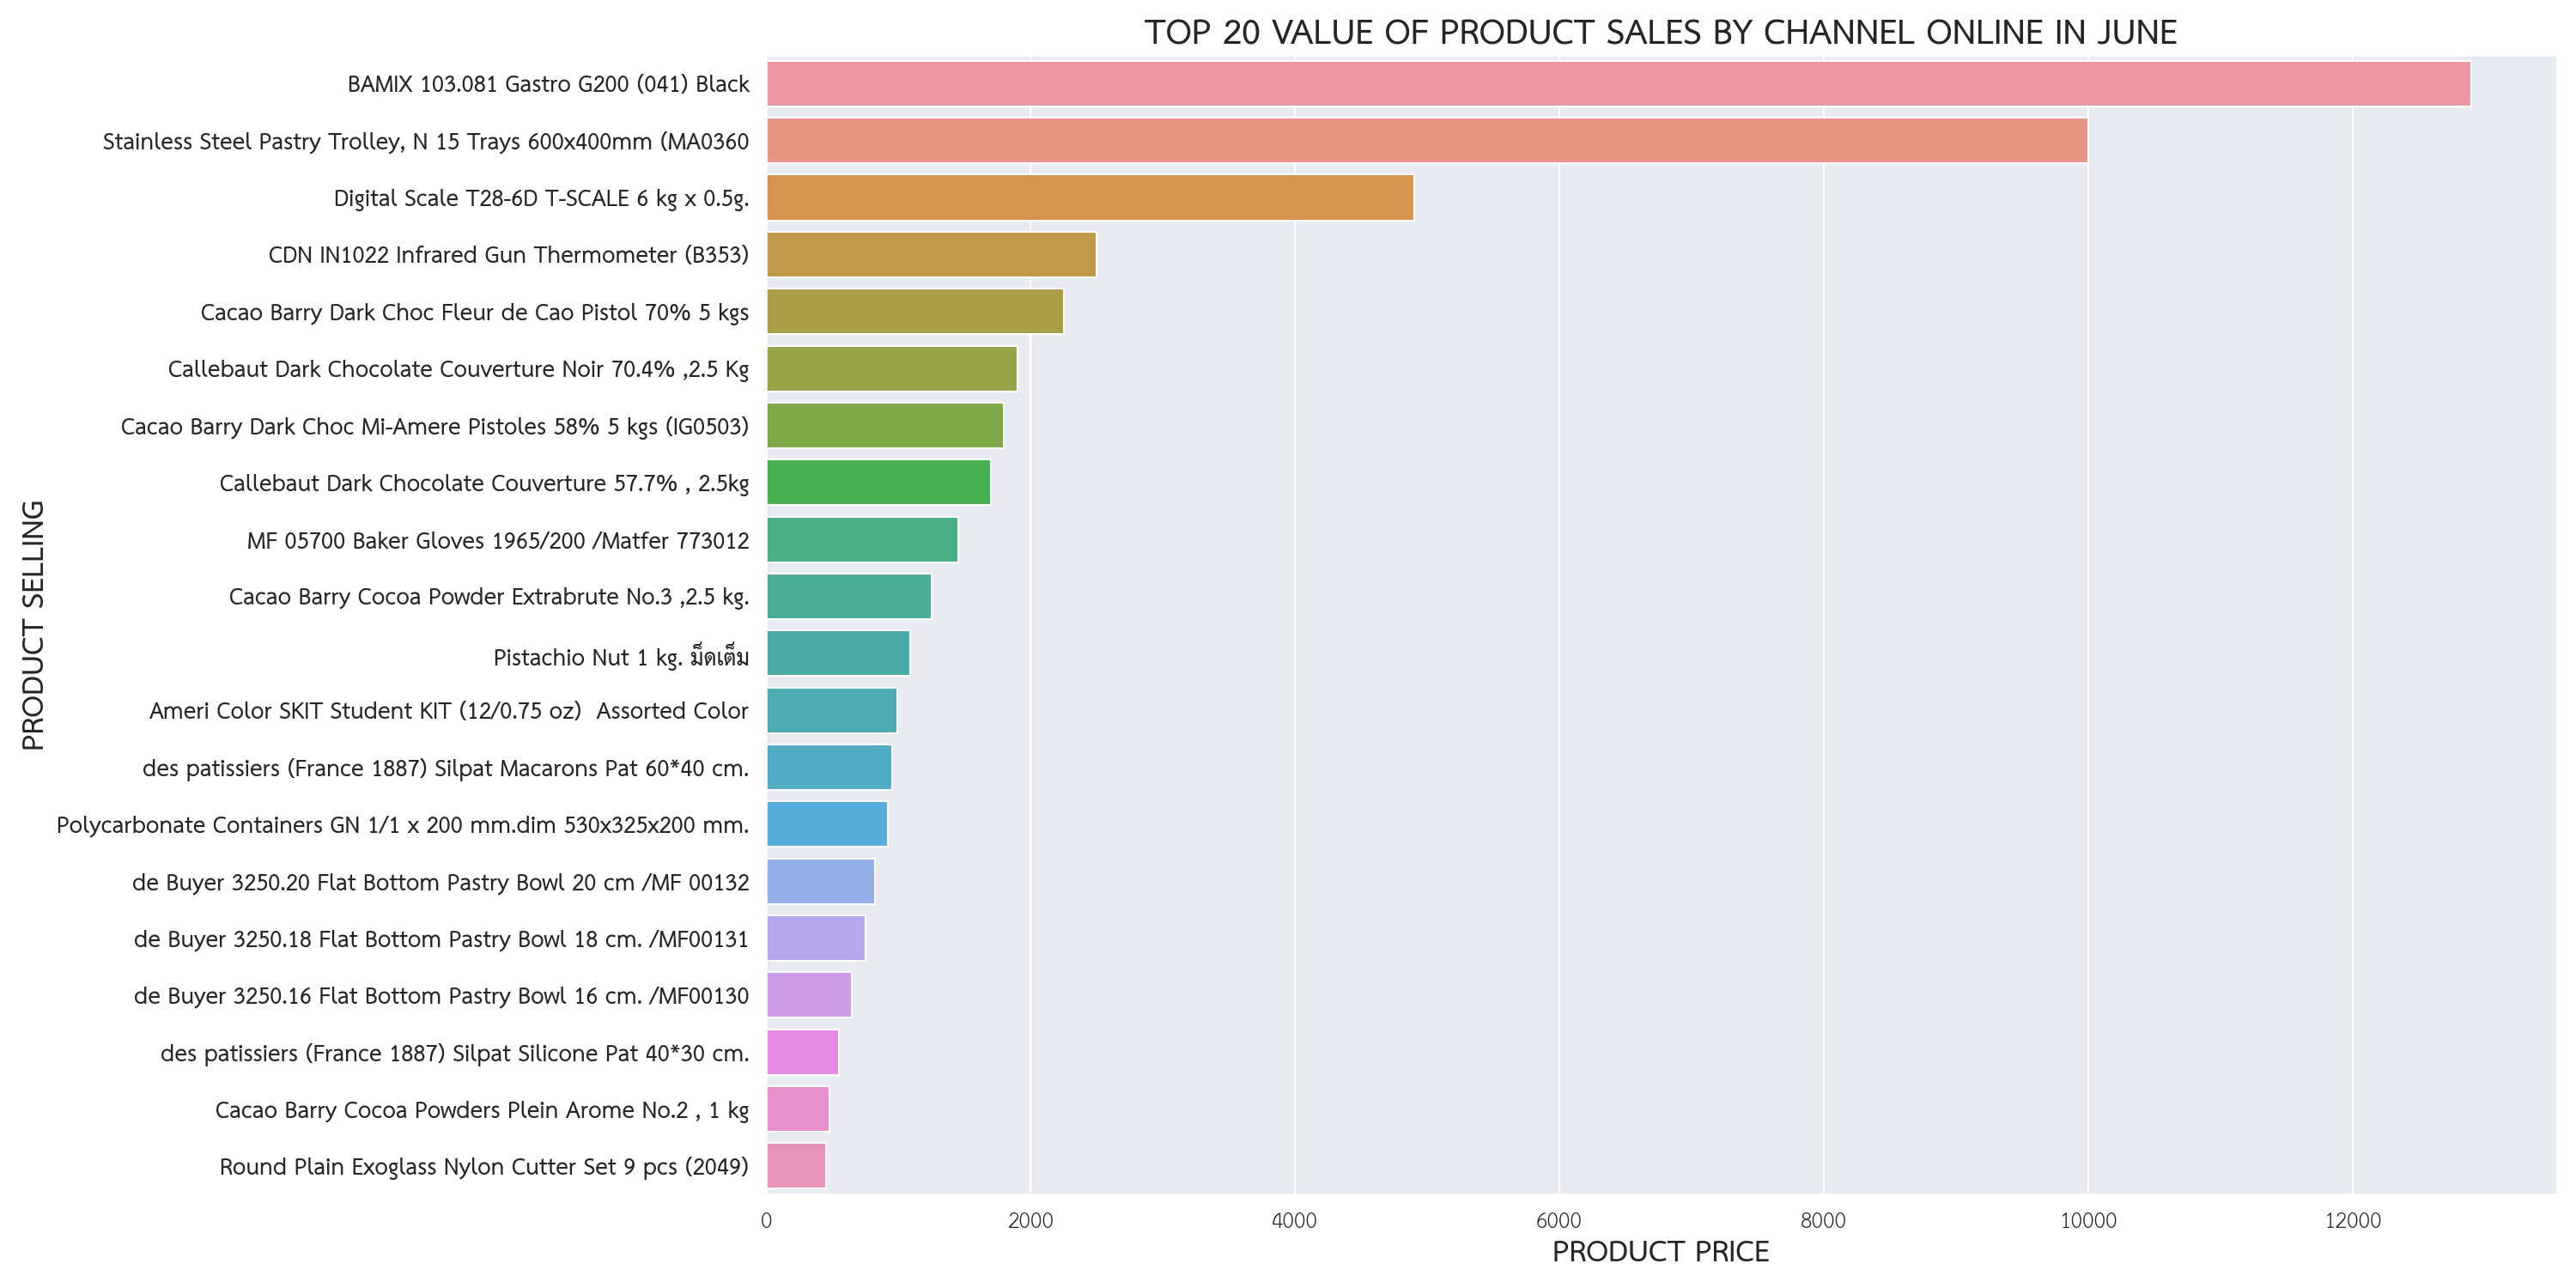 TOP 20 VALUE OF PRODUCT SALES BY CHANNEL ONLINE IN JUNE
PRODUCT SELLING
BAMIX 103.081 Gastro G200 (041) Black
Stainless Steel Pastry Trolley, N 15 Trays 600x400mm (MA0360
Digital Scale T28-6D T-SCALE 6 kg x 0.5g.
CDN IN1022 Infrared Gun Thermometer (B353)
Cacao Barry Dark Choc Fleur de Cao Pistol 70% 5 kgs
Callebaut Dark Chocolate Couverture Noir 70.4% ,2.5 Kg
Cacao Barry Dark Choc Mi-Amere Pistoles 58% 5 kgs (IG0503)
Callebaut Dark Chocolate Couverture 57.7% , 2.5kg
MF 05700 Baker Gloves 1965/200 /Matfer 773012
Cacao Barry Cocoa Powder Extrabrute No.3 ,2.5 kg.
Pistachio Nut 1 kg. ม็ดเต็ม
Ameri Color SKIT Student KIT (12/0.75 oz)  Assorted Color
des patissiers (France 1887) Silpat Macarons Pat 60*40 cm.
Polycarbonate Containers GN 1/1 x 200 mm.dim 530x325x200 mm.
de Buyer 3250.20 Flat Bottom Pastry Bowl 20 cm /MF 00132
de Buyer 3250.18 Flat Bottom Pastry Bowl 18 cm. /MF00131
de Buyer 3250.16 Flat Bottom Pastry Bowl 16 cm. /MF00130
des patissiers (France 1887) Silpat Silicone Pat 40*30 cm.
Cacao Barry Cocoa Powders Plein Arome No.2 , 1 kg
Round Plain Exoglass Nylon Cutter Set 9 pcs (2049)
0 2000 4000 6000 8000 10000 12000
PRODUCT PRICE